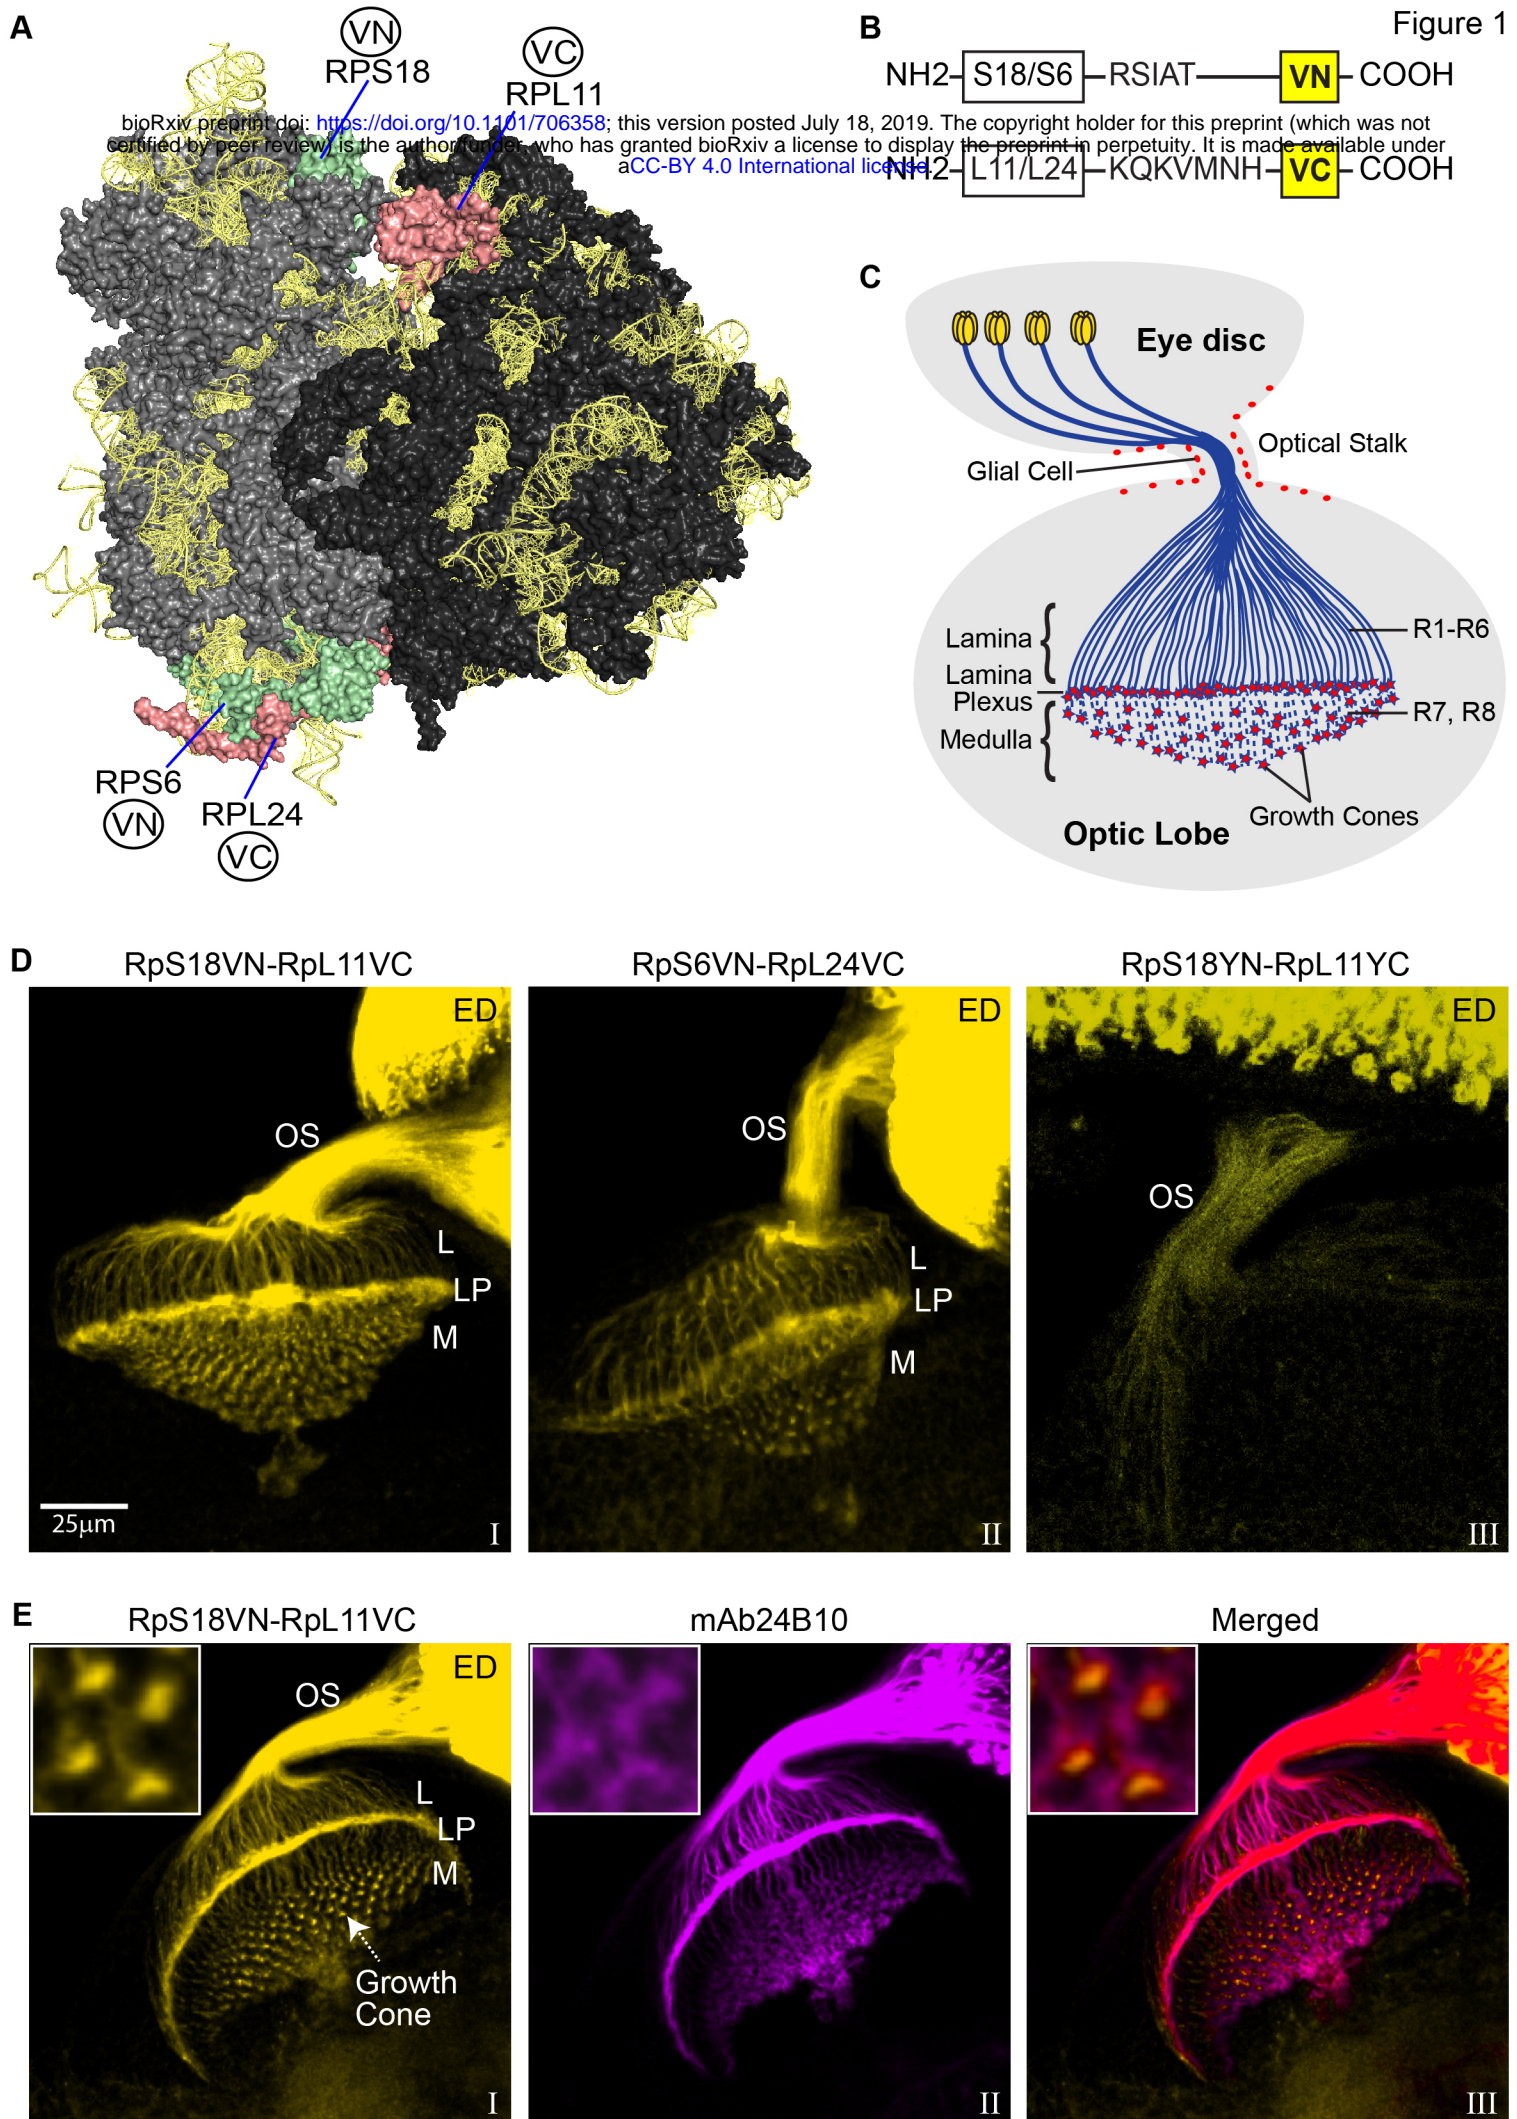 Figure 1
A
VN
RPS18
VC
RPL11
RPS6
VN
RPL24
VC
B
NH2 S18/S6 RSIAT VN COOH
bioRxiv preprint doi: https://doi.org/10.1101/706358; this version posted July 18, 2019. The copyright holder for this preprint (which was not
certified by peer review) is the author/funder, who has granted bioRxiv a license to display the preprint in perpetuity. It is made available under
aCC-BY 4.0 International license.
NH2 L11/L24 KQKVMNH VC COOH
C
Eye disc
Optical Stalk
Glial Cell
Lamina
R1-R6
Lamina
Plexus
R7, R8
Medulla
Growth Cones
Optic Lobe
D
RpS18VN-RpL11VC
ED
OS
L
LP
M
25μm
I
RpS6VN-RpL24VC
ED
OS
L
LP
M
II
RpS18YN-RpL11YC
ED
OS
III
E
RpS18VN-RpL11VC
ED
OS
L
LP
M
Growth
Cone
I
mAb24B10
II
Merged
III